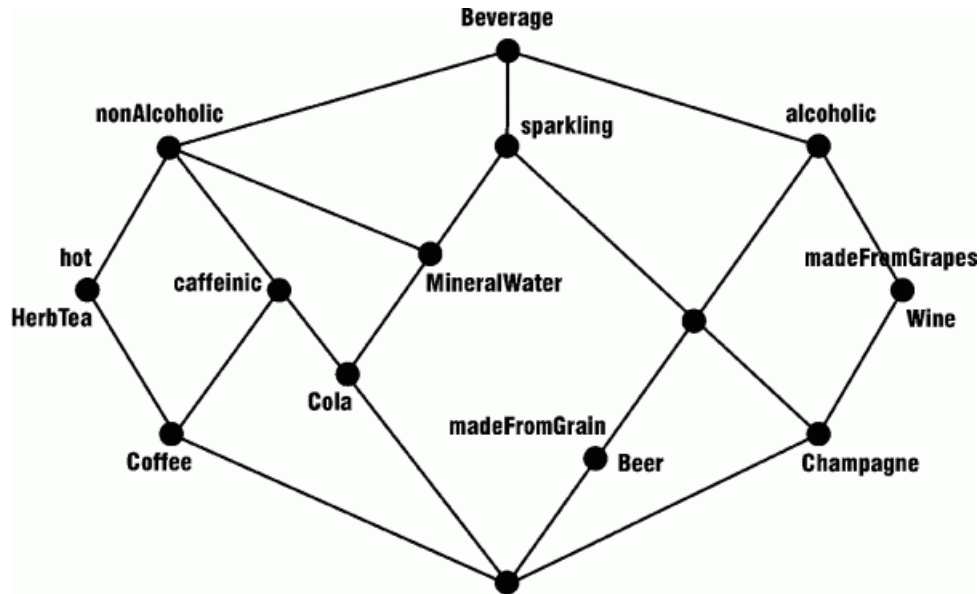 Beverage
nonAlcoholic
sparkling
alcoholic
hot
caffeinic
MineralWater
madeFromGrapes
HerbTea
Wine
Cola
madeFromGrain
Coffee
Beer
Champagne